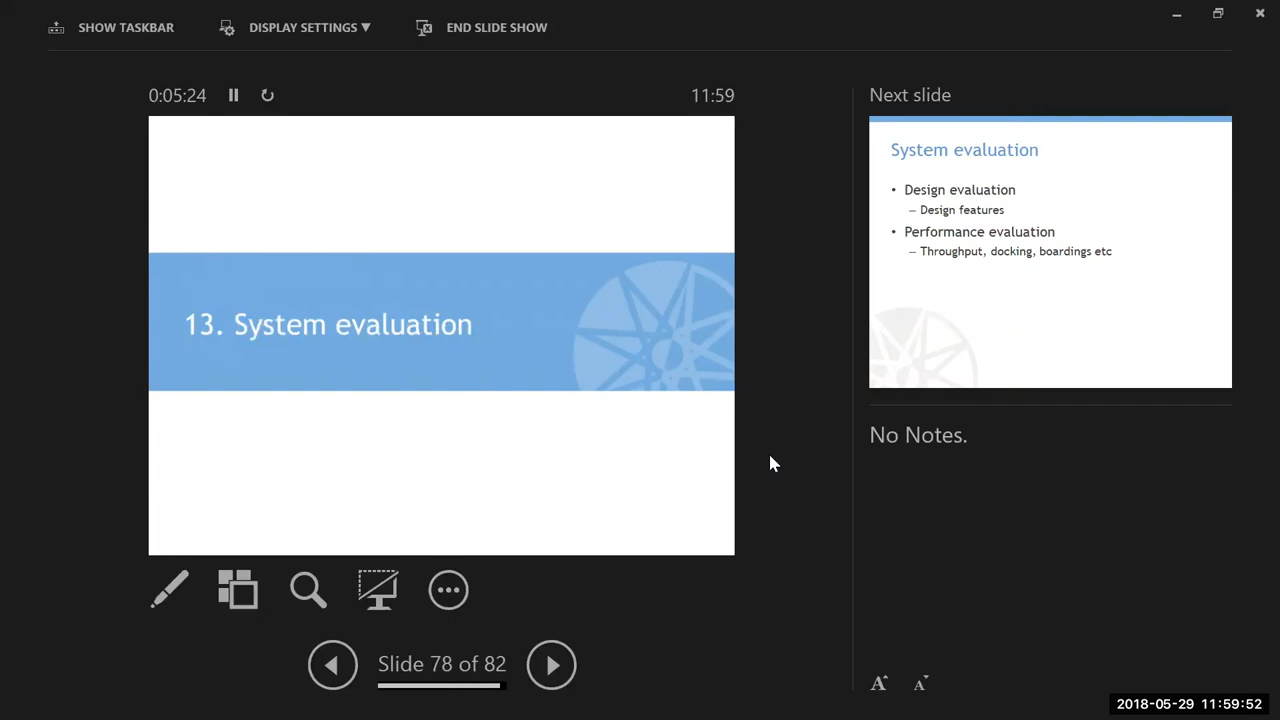 SHOW TASKBAR DISPLAY SETTINGS ▼ END SLIDE SHOW
0:05:24 11:59
13. System evaluation
Slide 78 of 82
Next slide
System evaluation
• Design evaluation
– Design features
• Performance evaluation
– Throughput, docking, boardings etc
No Notes.
A A
2018-05-29 11:59:52